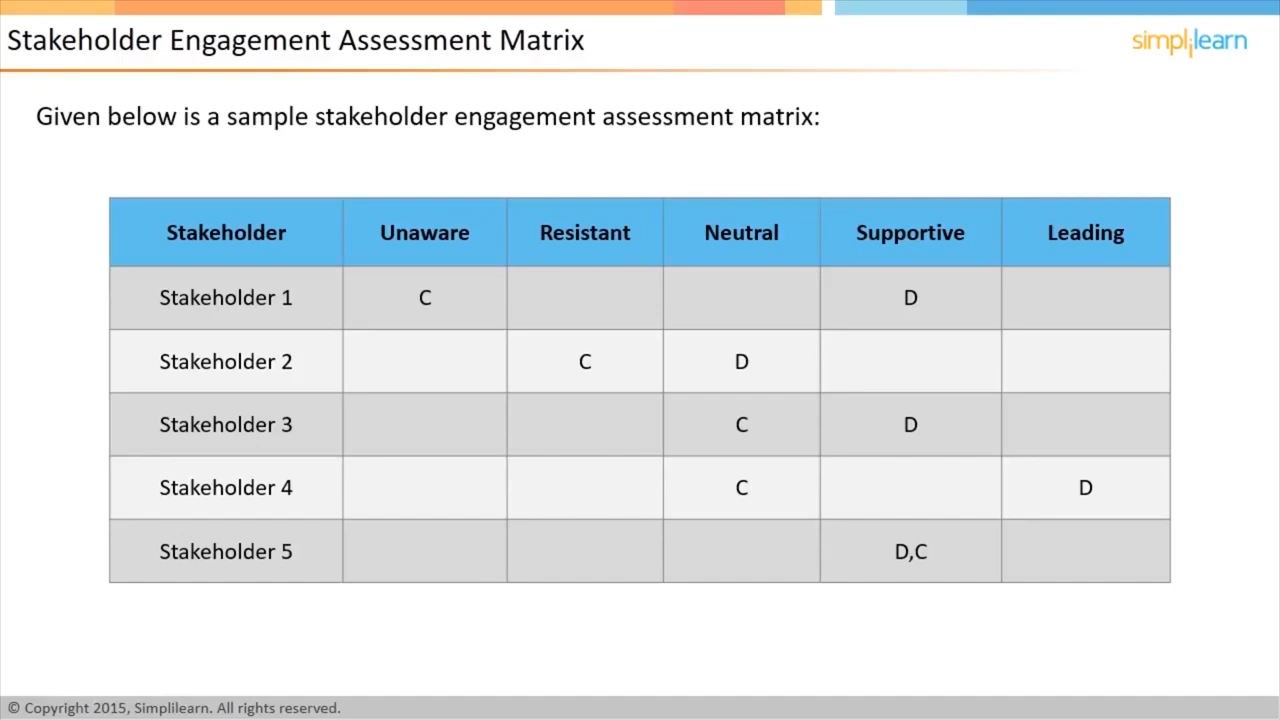 Stakeholder Engagement Assessment Matrix
simplilearn
Given below is a sample stakeholder engagement assessment matrix:
Stakeholder Unaware Resistant Neutral Supportive Leading
Stakeholder 1 C D
Stakeholder 2 C D
Stakeholder 3 C D
Stakeholder 4 C D
Stakeholder 5 D,C
© Copyright 2015, Simplilearn. All rights reserved.